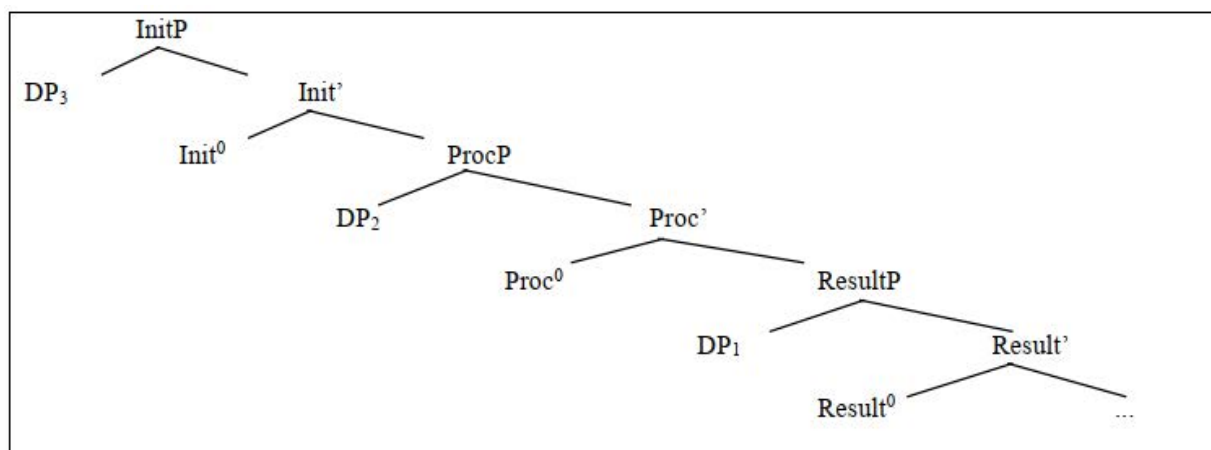 InitP
DP₃ Init’
Init⁰ ProcP
DP₂ Proc’
Proc⁰ ResultP
DP₁ Result’
Result⁰ ...